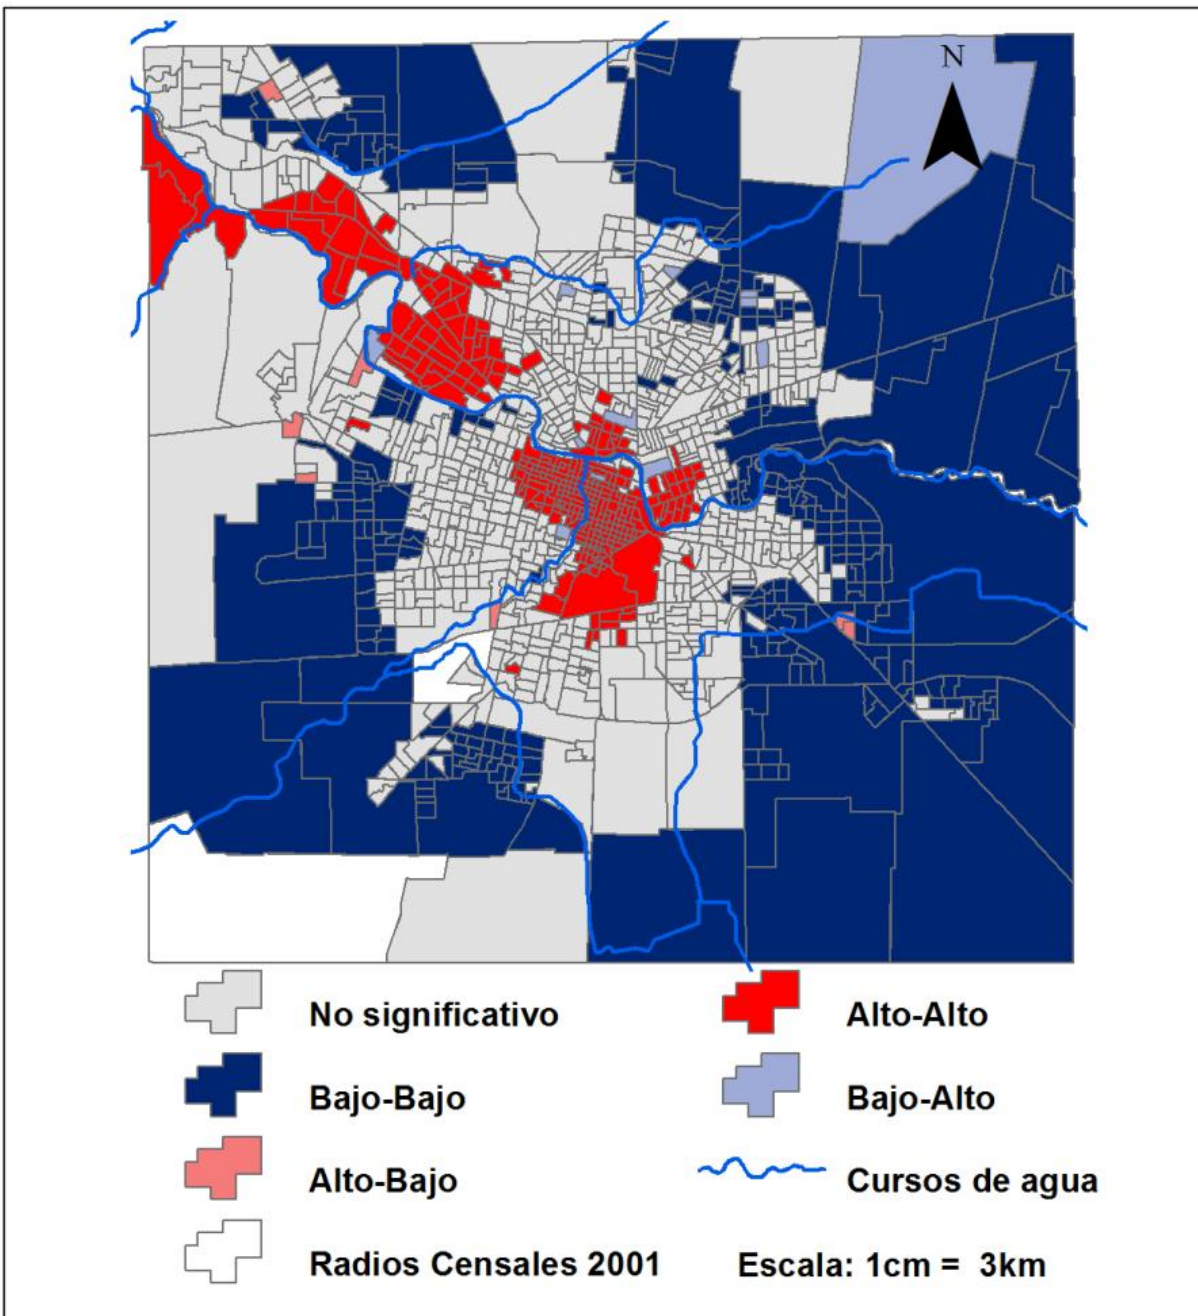 N
No significativo
Alto-Alto
Bajo-Bajo
Bajo-Alto
Alto-Bajo
Cursos de agua
Radios Censales 2001
Escala: 1cm = 3km